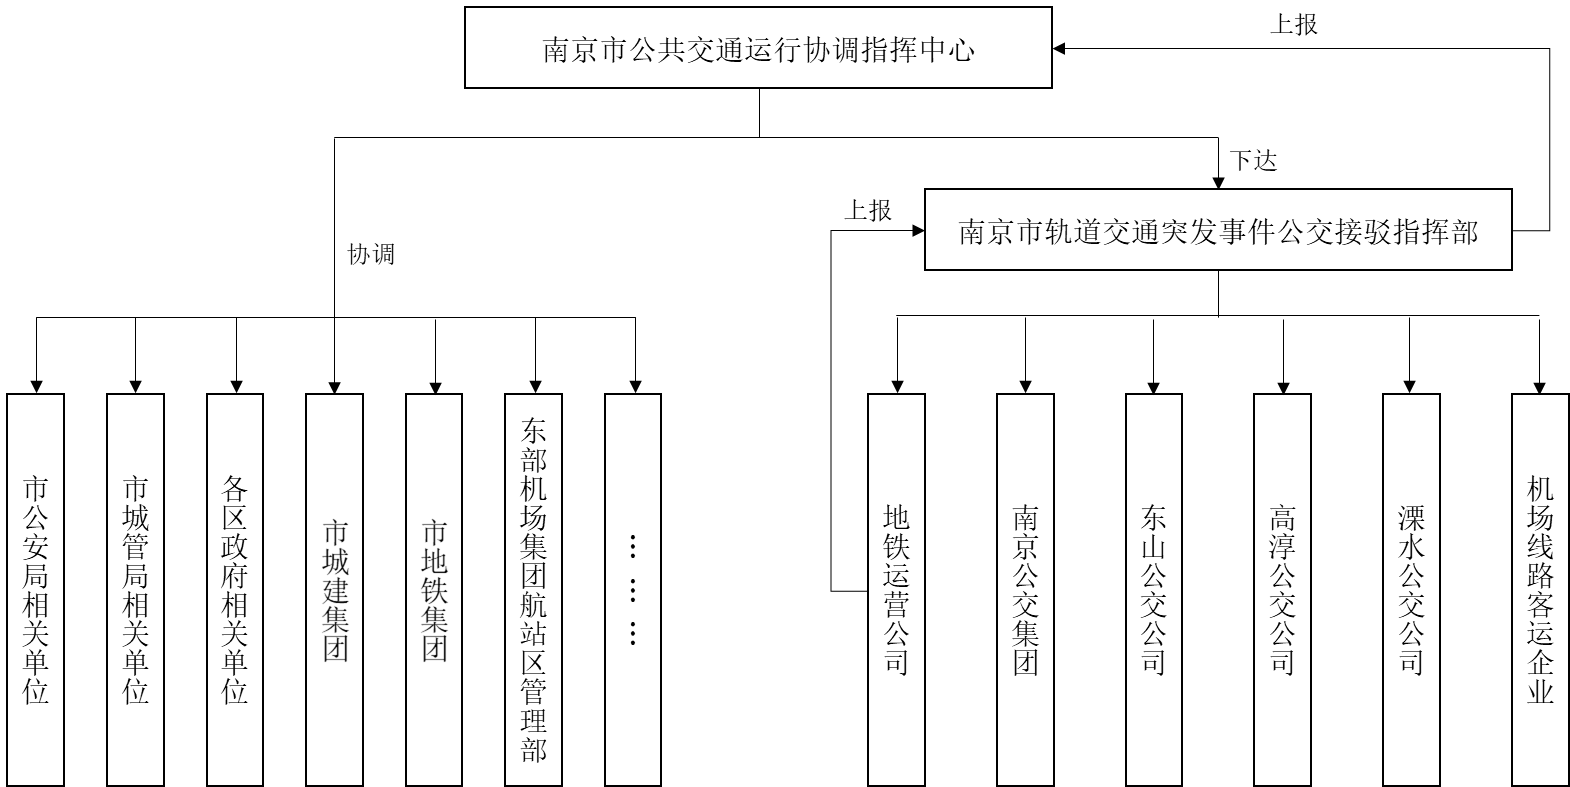 南京市公共交通运行协调指挥中心
上报
下达
上报
南京市轨道交通突发事件公交接驳指挥部
协调
市公安局相关单位
市城管局相关单位
各区政府相关单位
市城建集团
市地铁集团
东部机场集团航站区管理部
………
地铁运营公司
南京公交集团
东山公交公司
高淳公交公司
溧水公交公司
机场线路客运企业